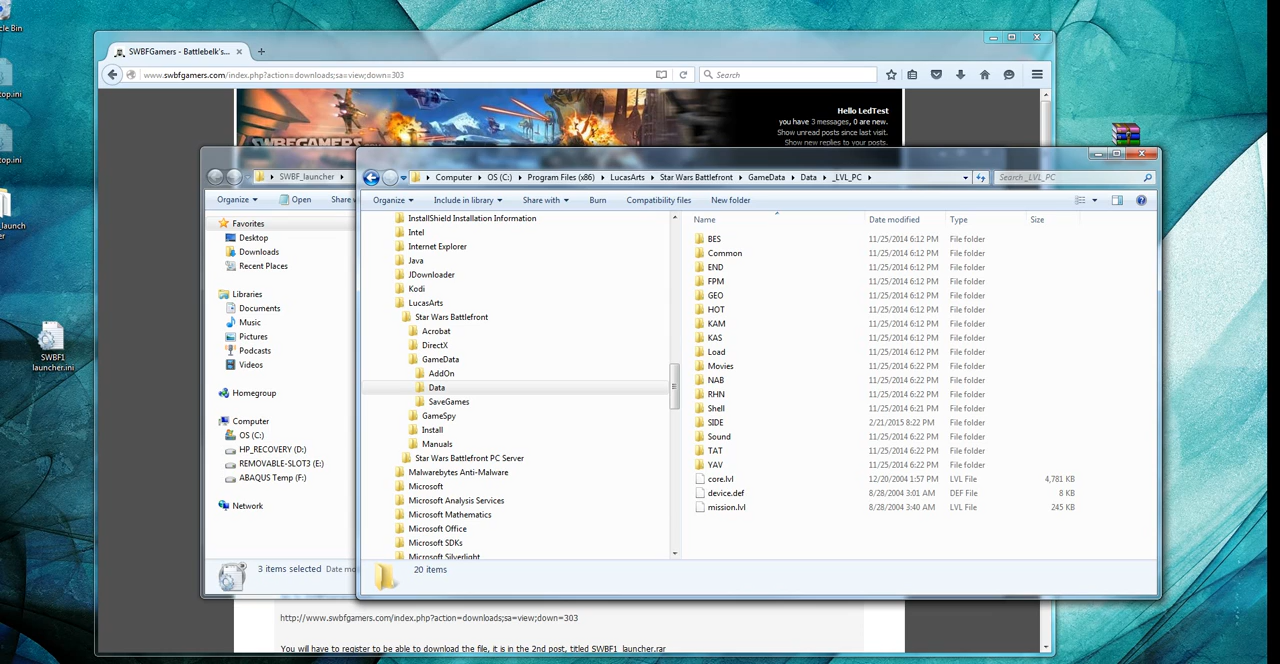 cle Bin
top.ini
top.ini
launch
er
SWBF1
launcher.ini
SWBFGamers - Battlebelk's...
www.swbfgamers.com/index.php?action=downloads;sa=view;down=303
Search
SWBFGAMERS
Hello LedTest
you have 3 messages, 0 are new.
Show unread posts since last visit.
Show new replies to your posts.
SWBF_launcher
Organize
Open
Share
Favorites
Desktop
Downloads
Recent Places
Libraries
Documents
Music
Pictures
Podcasts
Videos
Homegroup
Computer
OS (C:)
HP_RECOVERY (D:)
REMOVABLE-SLOT3 (E:)
ABAQUS Temp (F:)
Network
3 items selected Date mo
Computer OS (C:) Program Files (x86) LucasArts Star Wars Battlefront GameData Data _LVL_PC
Search _LVL_PC
Organize Include in library Share with Burn Compatibility files New folder
InstallShield Installation Information
Intel
Internet Explorer
Java
JDownloader
Kodi
LucasArts
Star Wars Battlefront
Acrobat
DirectX
GameData
AddOn
Data
SaveGames
GameSpy
Install
Manuals
Star Wars Battlefront PC Server
Malwarebytes Anti-Malware
Microsoft
Microsoft Analysis Services
Microsoft Mathematics
Microsoft Office
Microsoft SDKs
Microsoft Silverlight
Name Date modified Type Size
BES 11/25/2014 6:12 PM File folder
Common 11/25/2014 6:12 PM File folder
END 11/25/2014 6:12 PM File folder
FPM 11/25/2014 6:12 PM File folder
GEO 11/25/2014 6:12 PM File folder
HOT 11/25/2014 6:12 PM File folder
KAM 11/25/2014 6:12 PM File folder
KAS 11/25/2014 6:12 PM File folder
Load 11/25/2014 6:12 PM File folder
Movies 11/25/2014 6:22 PM File folder
NAB 11/25/2014 6:22 PM File folder
RHN 11/25/2014 6:22 PM File folder
Shell 11/25/2014 6:21 PM File folder
SIDE 2/21/2015 8:22 PM File folder
Sound 11/25/2014 6:22 PM File folder
TAT 11/25/2014 6:22 PM File folder
YAV 11/25/2014 6:22 PM File folder
core.lvl 12/20/2004 1:57 PM LVL File 4,781 KB
device.def 8/28/2004 3:01 AM DEF File 8 KB
mission.lvl 8/28/2004 3:40 AM LVL File 245 KB
20 items
http://www.swbfgamers.com/index.php?action=downloads;sa=view;down=303
You will have to register to be able to download the file, it is in the 2nd post, titled SWBF1_launcher.rar